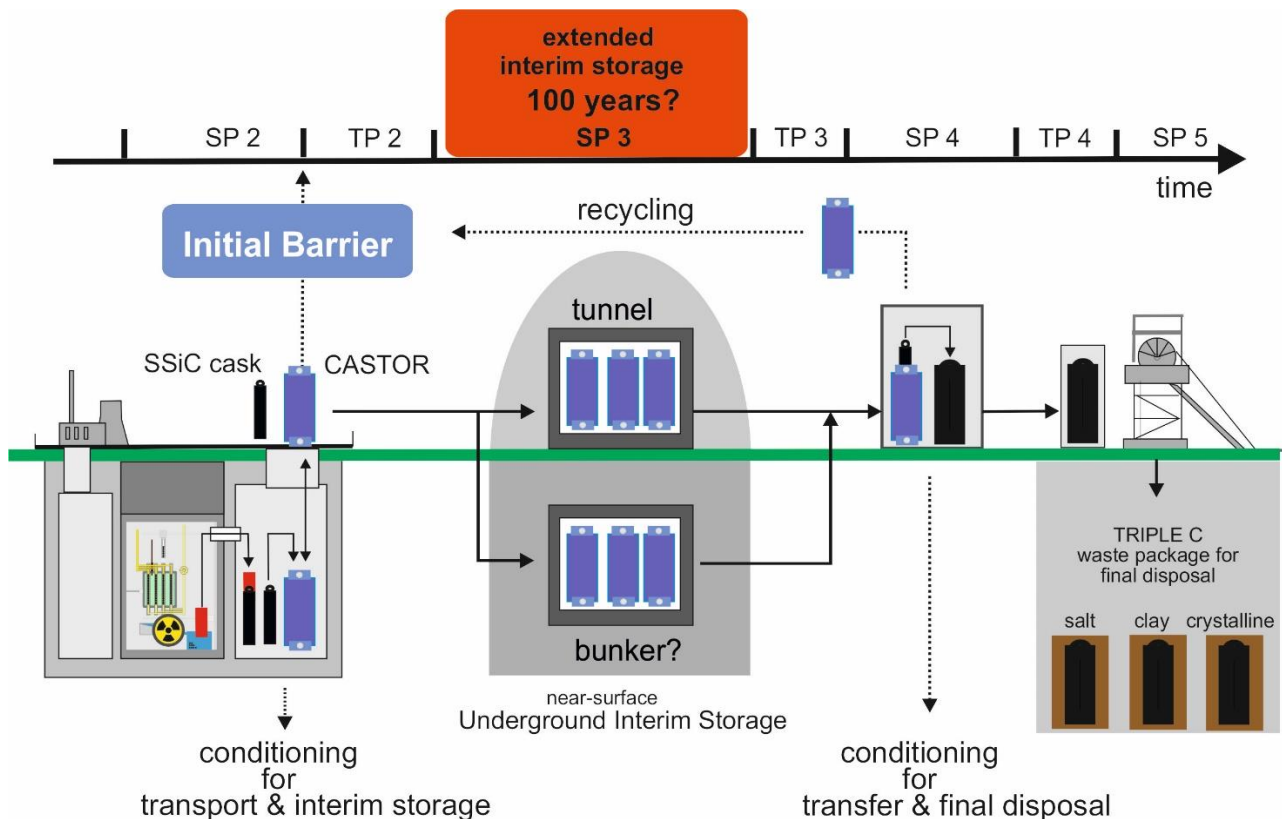 extended
interim storage
100 years?
SP 2
TP 2
SP 3
TP 3
SP 4
TP 4
SP 5
time
Initial Barrier
recycling
SSiC cask
CASTOR
tunnel
bunker?
near-surface
Underground Interim Storage
TRIPLE C
waste package for
final disposal
salt
clay
crystalline
conditioning
for
transport & interim storage
conditioning
for
transfer & final disposal